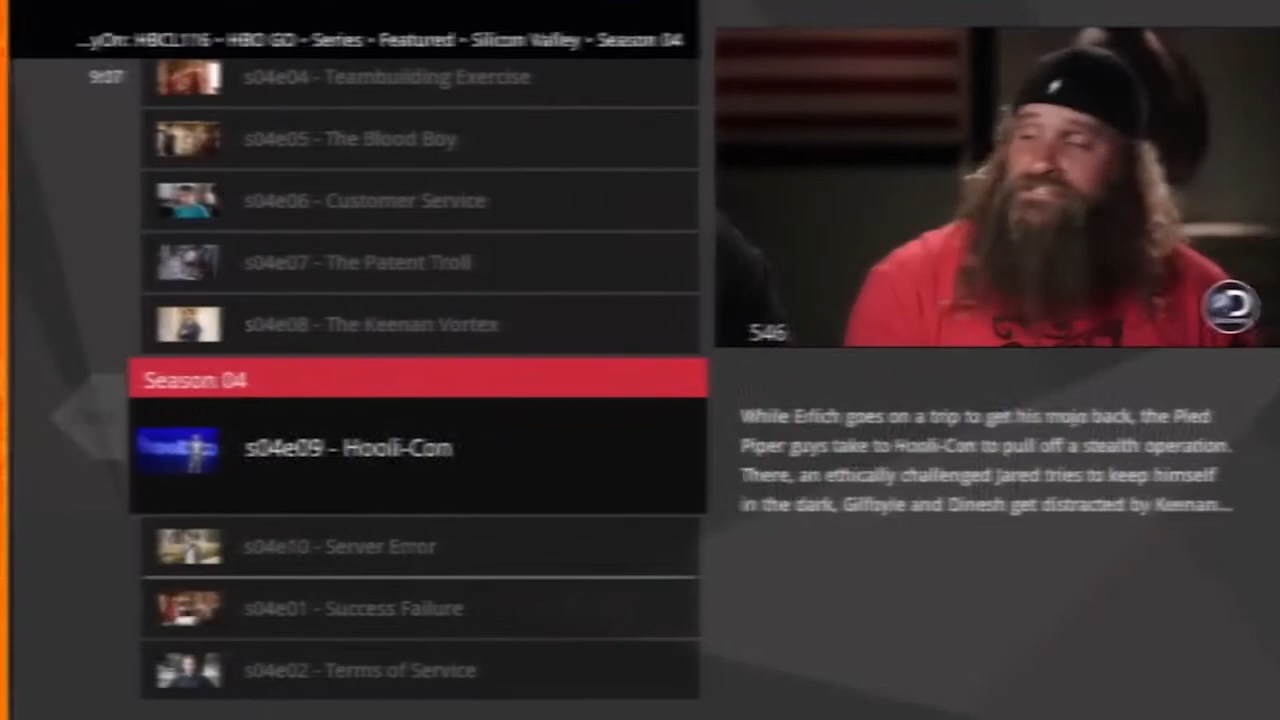 ...yOn: HBCL116 - HBO GO - Series - Featured - Silicon Valley - Season 04
9:07
s04e04 - Teambuilding Exercise
s04e05 - The Blood Boy
s04e06 - Customer Service
s04e07 - The Patent Troll
s04e08 - The Keenan Vortex
Season 04
s04e09 - Hooli-Con
s04e10 - Server Error
s04e01 - Success Failure
s04e02 - Terms of Service
546
D
While Erlich goes on a trip to get his mojo back, the Pied
Piper guys take to Hooli-Con to pull off a stealth operation.
There, an ethically challenged Jared tries to keep himself
in the dark, Gilfoyle and Dinesh get distracted by Keenan...